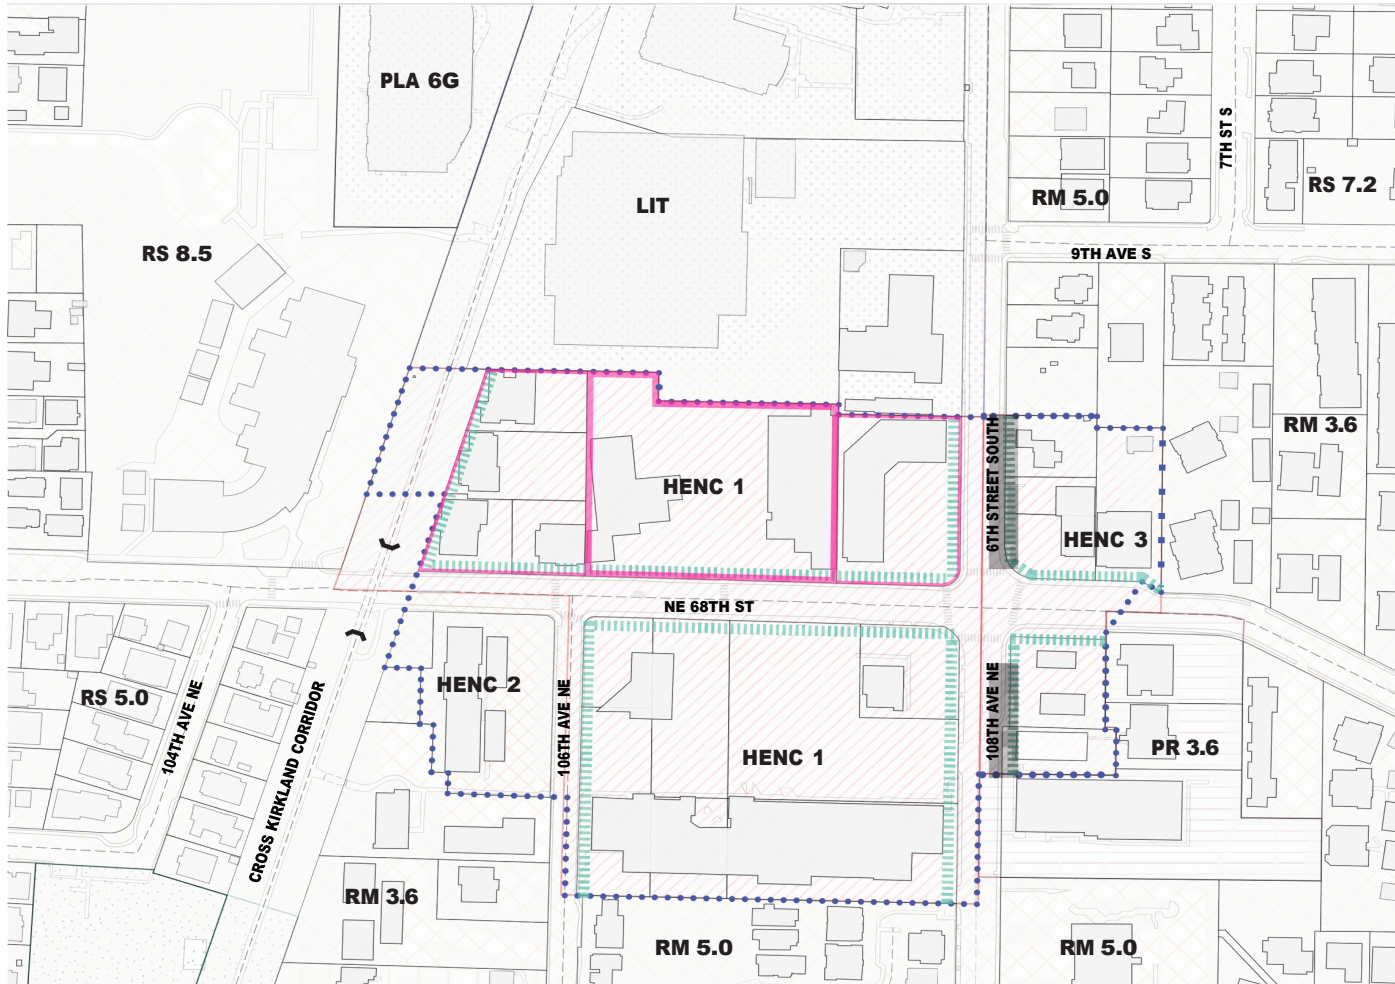 PLA 6G
7TH ST S
RS 7.2
RM 5.0
LIT
RS 8.5
9TH AVE S
RM 3.6
6TH STREET SOUTH
HENC 1
HENC 3
NE 68TH ST
HENC 2
RS 5.0
104TH AVE NE
CROSS KIRKLAND CORRIDOR
106TH AVE NE
108TH AVE NE
PR 3.6
HENC 1
RM 3.6
RM 5.0
RM 5.0